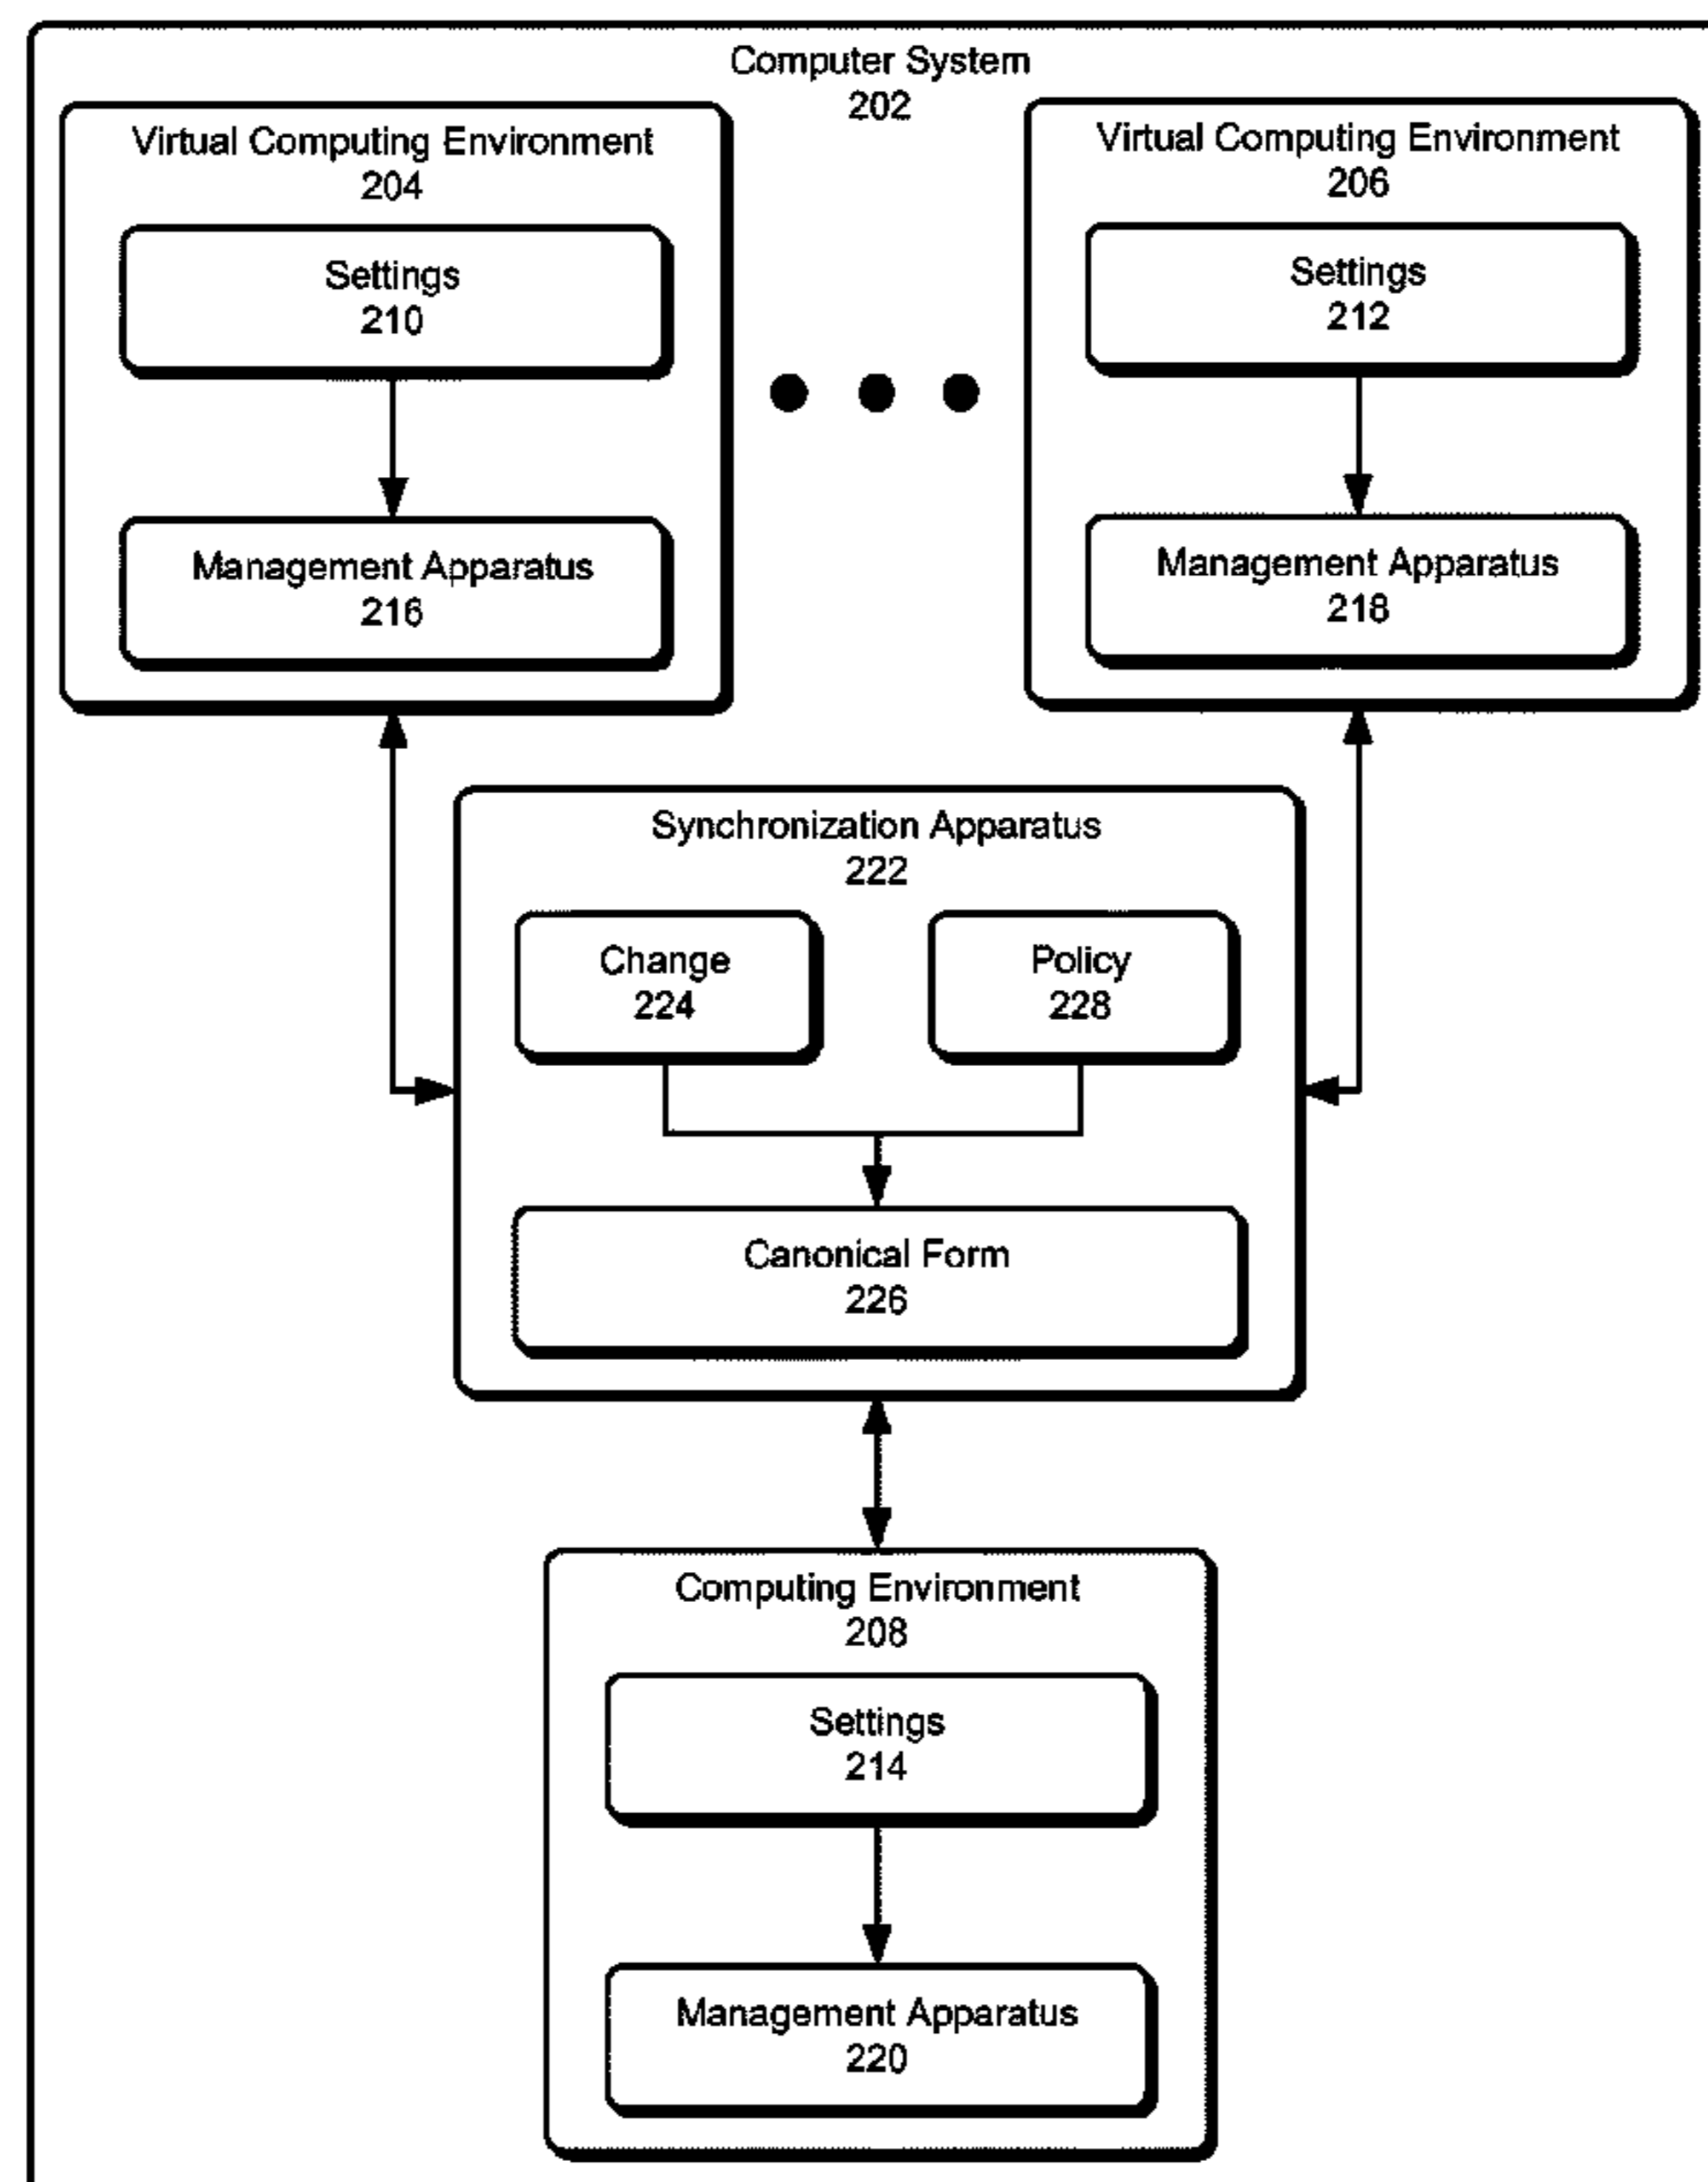 Computer System
202
Virtual Computing Environment
204
Settings
210
Management Apparatus
216
Virtual Computing Environment
206
Settings
212
Management Apparatus
218
Synchronization Apparatus
222
Change
224
Policy
228
Canonical Form
226
Computing Environment
208
Settings
214
Management Apparatus
220